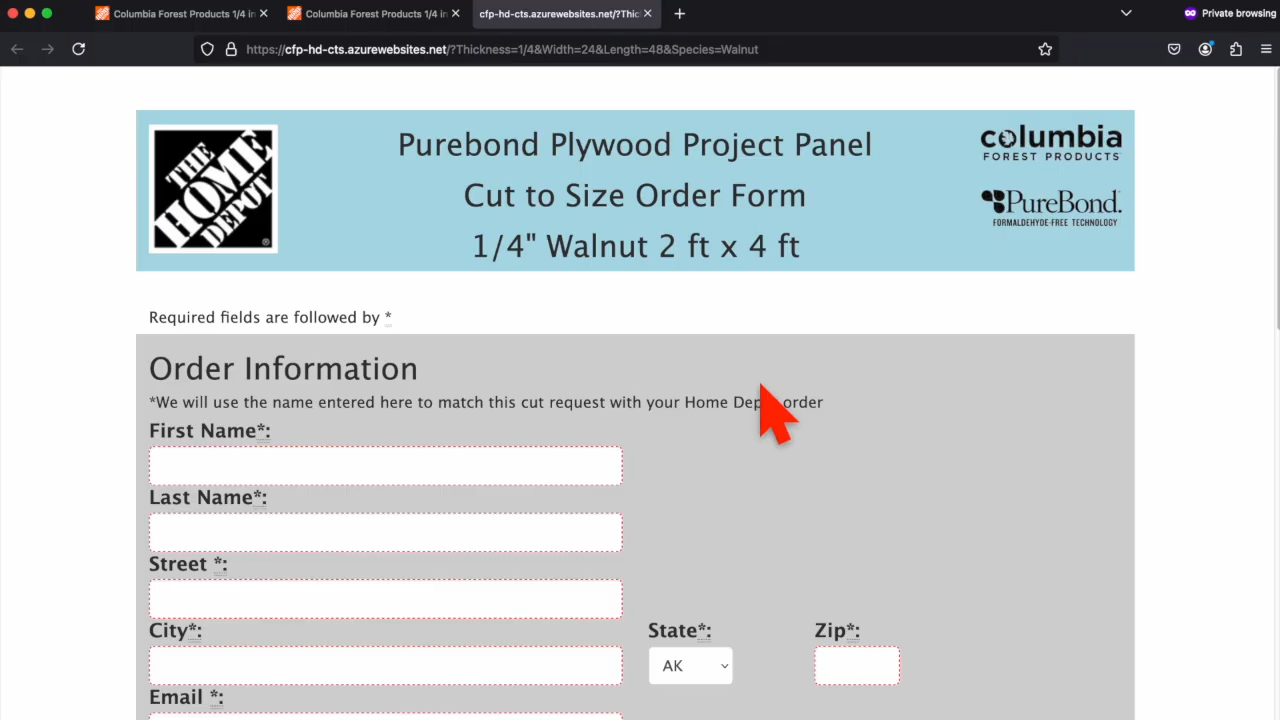 Columbia Forest Products 1/4 in
Columbia Forest Products 1/4 in
cfp-hd-cts.azurewebsites.net/?Thic
Private browsing
https://cfp-hd-cts.azurewebsites.net/?Thickness=1/4&Width=24&Length=48&Species=Walnut
THE HOME DEPOT
Purebond Plywood Project Panel
Cut to Size Order Form
1/4" Walnut 2 ft x 4 ft
columbia
FOREST PRODUCTS
PureBond.
FORMALDEHYDE-FREE TECHNOLOGY
Required fields are followed by *
Order Information
*We will use the name entered here to match this cut request with your Home order
First Name*:
Last Name*:
Street *:
City*: State*: Zip*:
AK
Email *: